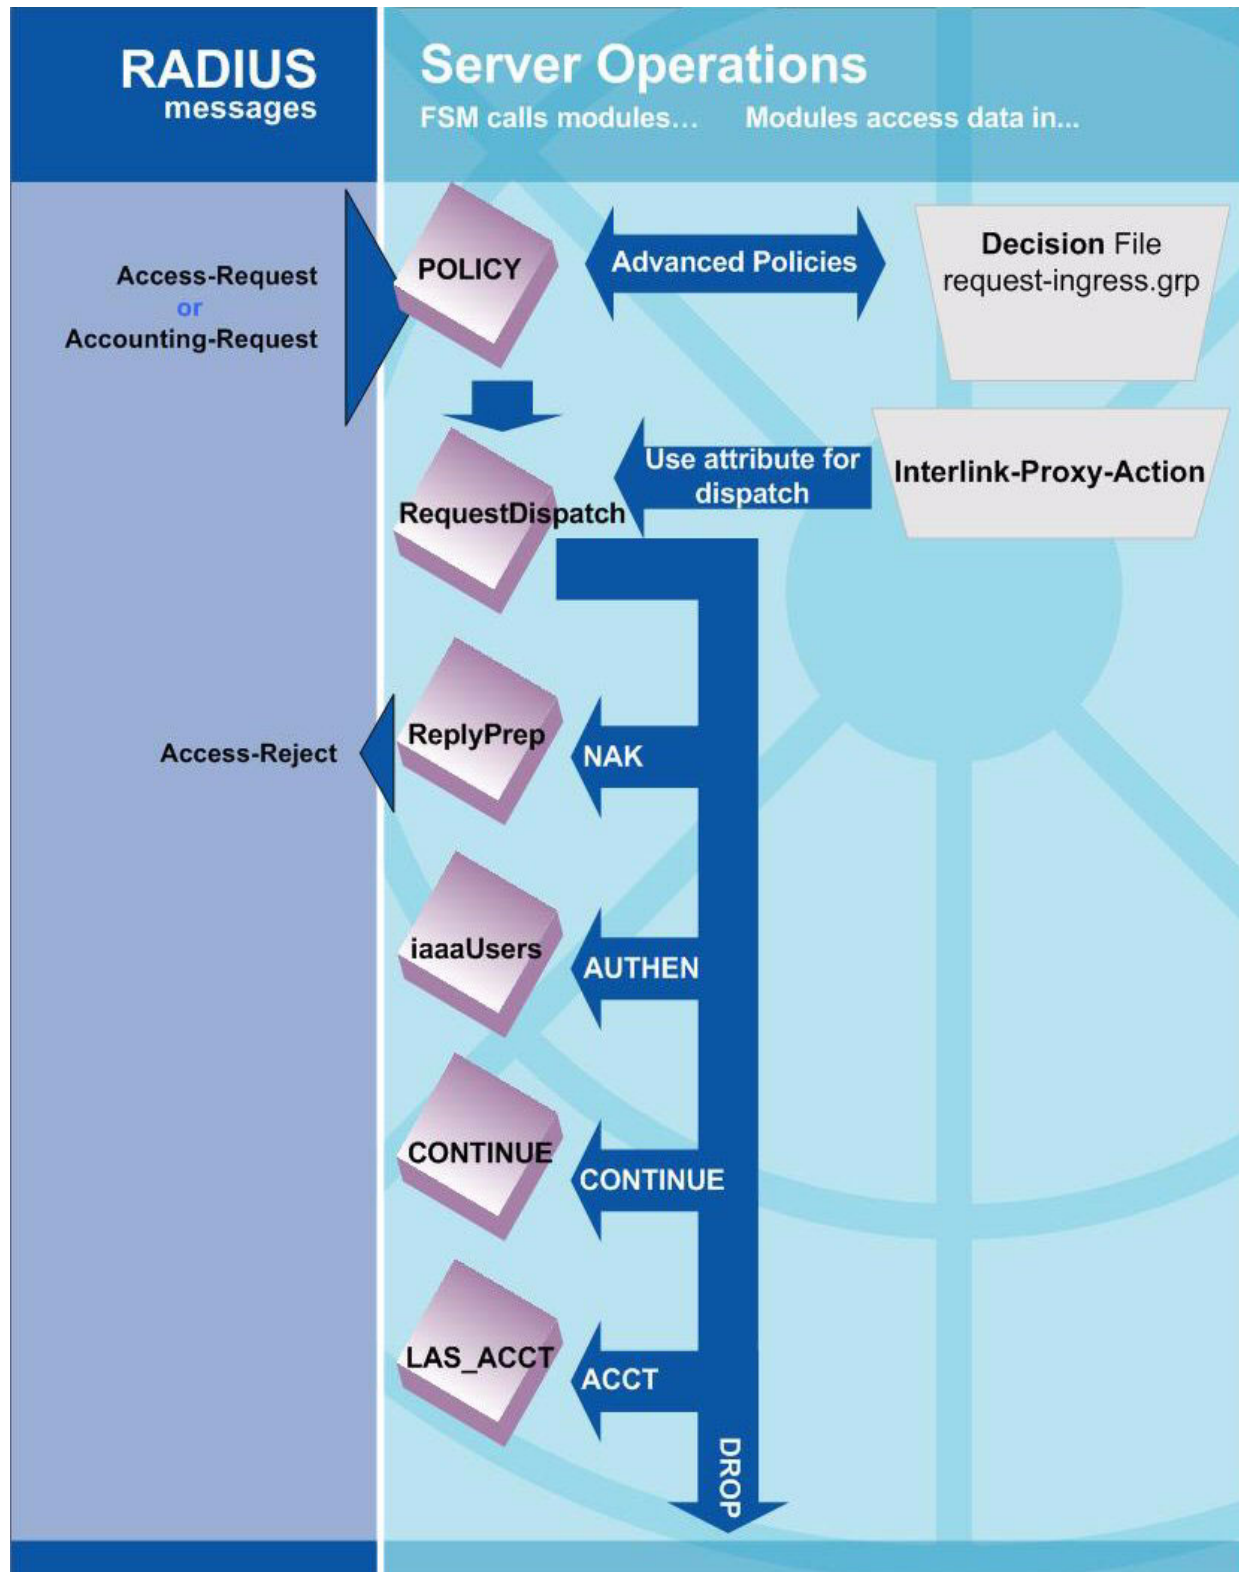 RADIUS
messages
Server Operations
FSM calls modules… Modules access data in...
Access-Request
or
Accounting-Request
POLICY
Advanced Policies
Decision File
request-ingress.grp
RequestDispatch
Use attribute for
dispatch
Interlink-Proxy-Action
Access-Reject
ReplyPrep
NAK
iaaaUsers
AUTHEN
CONTINUE
CONTINUE
LAS_ACCT
ACCT
DROP